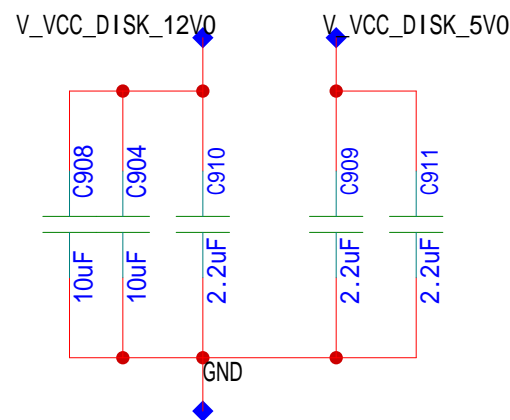 V_VCC_DISK_12V0
V_VCC_DISK_5V0
C908
C904
C910
C909
C911
10uF
10uF
2.2uF
2.2uF
2.2uF
GND